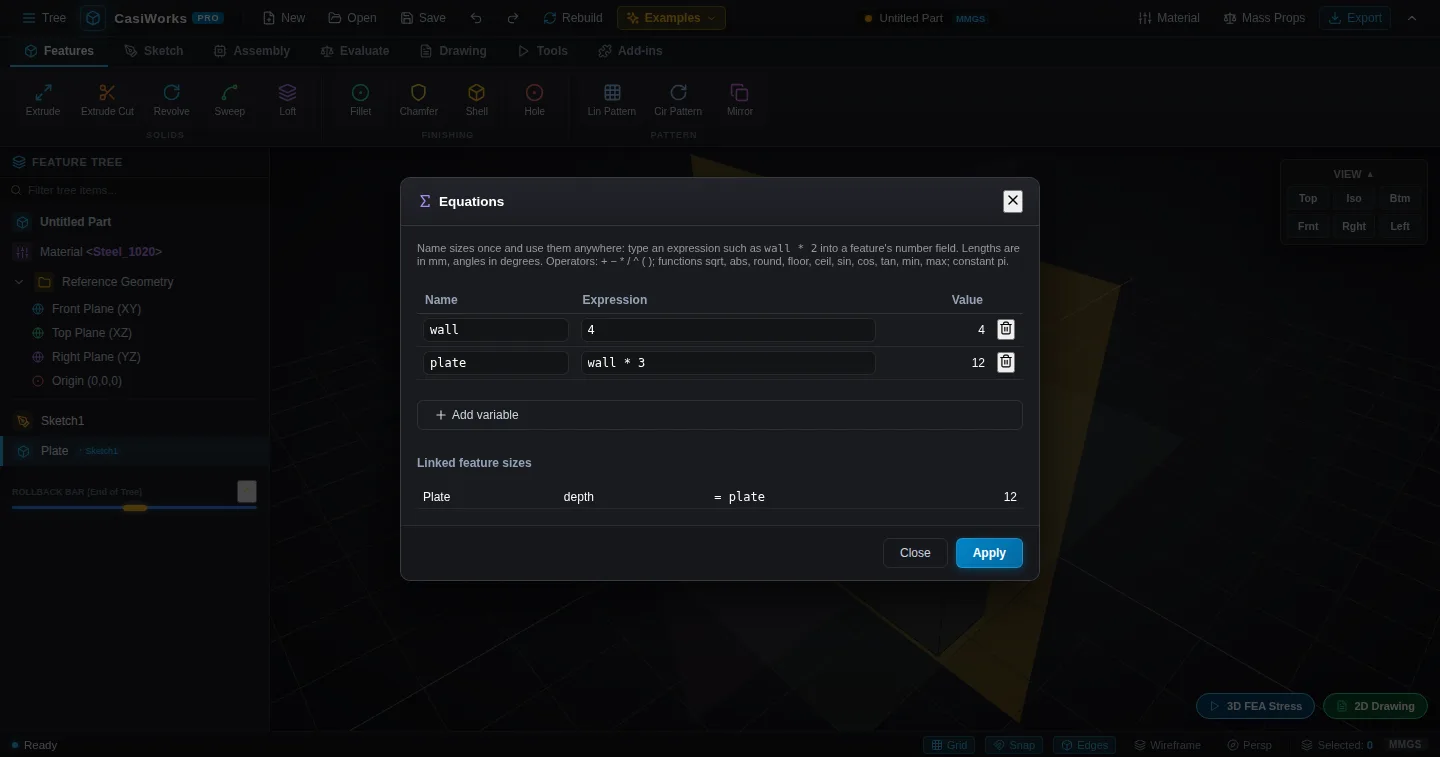 Tree CasiWorks PRO New Open Save Rebuild Examples Untitled Part MMGS Material Mass Props Export
Features Sketch Assembly Evaluate Drawing Tools Add-ins
Extrude Extrude Cut Revolve Sweep Loft Fillet Chamfer Shell Hole Lin Pattern Cir Pattern Mirror
SOLIDS FINISHING PATTERN
FEATURE TREE
Filter tree items...
Untitled Part
Material <Steel_1020>
Reference Geometry
Front Plane (XY)
Top Plane (XZ)
Right Plane (YZ)
Origin (0,0,0)
Sketch1
Plate ↑ Sketch1
ROLLBACK BAR (End of Tree)
Equations
Name sizes once and use them anywhere: type an expression such as wall * 2 into a feature's number field. Lengths are
in mm, angles in degrees. Operators: + − * / ^ ( ); functions sqrt, abs, round, floor, ceil, sin, cos, tan, min, max; constant pi.
Name Expression Value
wall 4 4
plate wall * 3 12
Add variable
Linked feature sizes
Plate depth = plate 12
Close Apply
VIEW ▲
Top Iso Btm
Frnt Rght Left
3D FEA Stress 2D Drawing
Ready Grid Snap Edges Wireframe Persp Selected: 0 MMGS